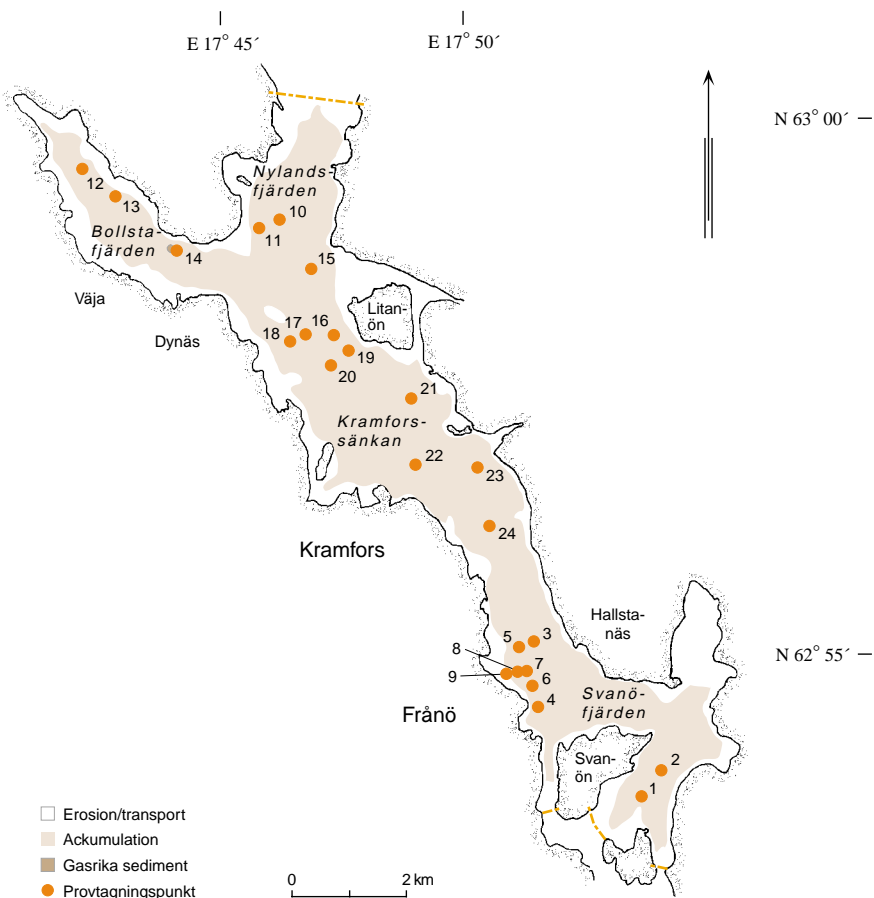 E 17° 45´
E 17° 50´
N 63° 00´
Nylands-
fjärden
12
13
10
11
Bollsta-
fjärden
14
15
Väja
Litan-
ön
Dynäs
17
16
18
19
20
21
Kramfors-
sänkan
22
23
24
Kramfors
Hallsta-
näs
5
3
8
7
N 62° 55´
9
6
4
Svanö-
fjärden
Frånö
Svan-
ön
2
1
Erosion/transport
Ackumulation
Gasrika sediment
Provtagningspunkt
0
2 km